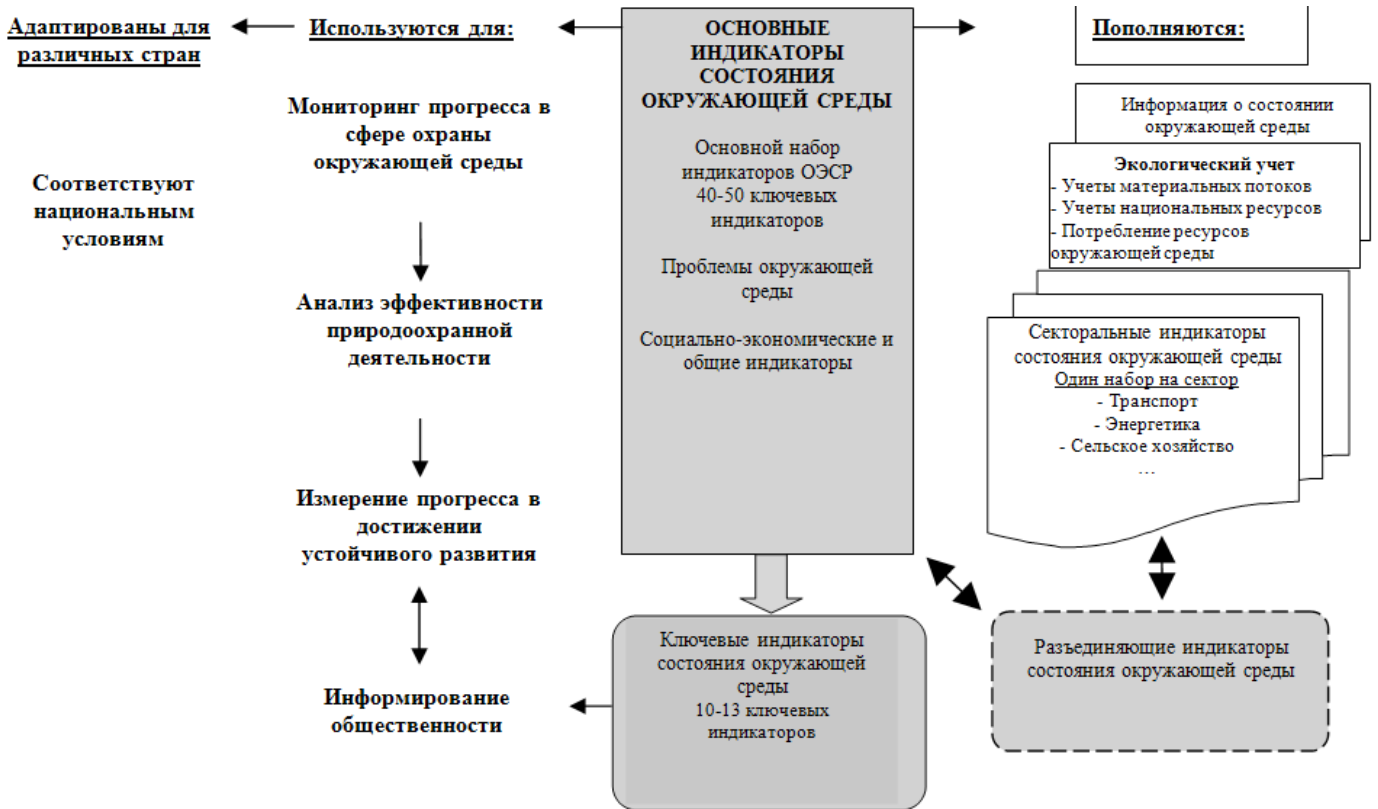 Адаптированы для
различных стран
Соответствуют
национальным
условиям
Используются для:
Мониторинг прогресса в
сфере охраны
окружающей среды
Анализ эффективности
природоохранной
деятельности
Измерение прогресса в
достижении
устойчивого развития
Информирование
общественности
ОСНОВНЫЕ
ИНДИКАТОРЫ
СОСТОЯНИЯ
ОКРУЖАЮЩЕЙ СРЕДЫ
Основной набор
индикаторов ОЭСР
40-50 ключевых
индикаторов
Проблемы окружающей
среды
Социально-экономические и
общие индикаторы
Ключевые индикаторы
состояния окружающей
среды
10-13 ключевых
индикаторов
Пополняются:
Информация о состоянии
окружающей среды
Экологический учет
- Учеты материальных потоков
- Учеты национальных ресурсов
- Потребление ресурсов
окружающей среды
Секторальные индикаторы
состояния окружающей среды
Один набор на сектор
- Транспорт
- Энергетика
- Сельское хозяйство
…
Разъединяющие индикаторы
состояния окружающей среды